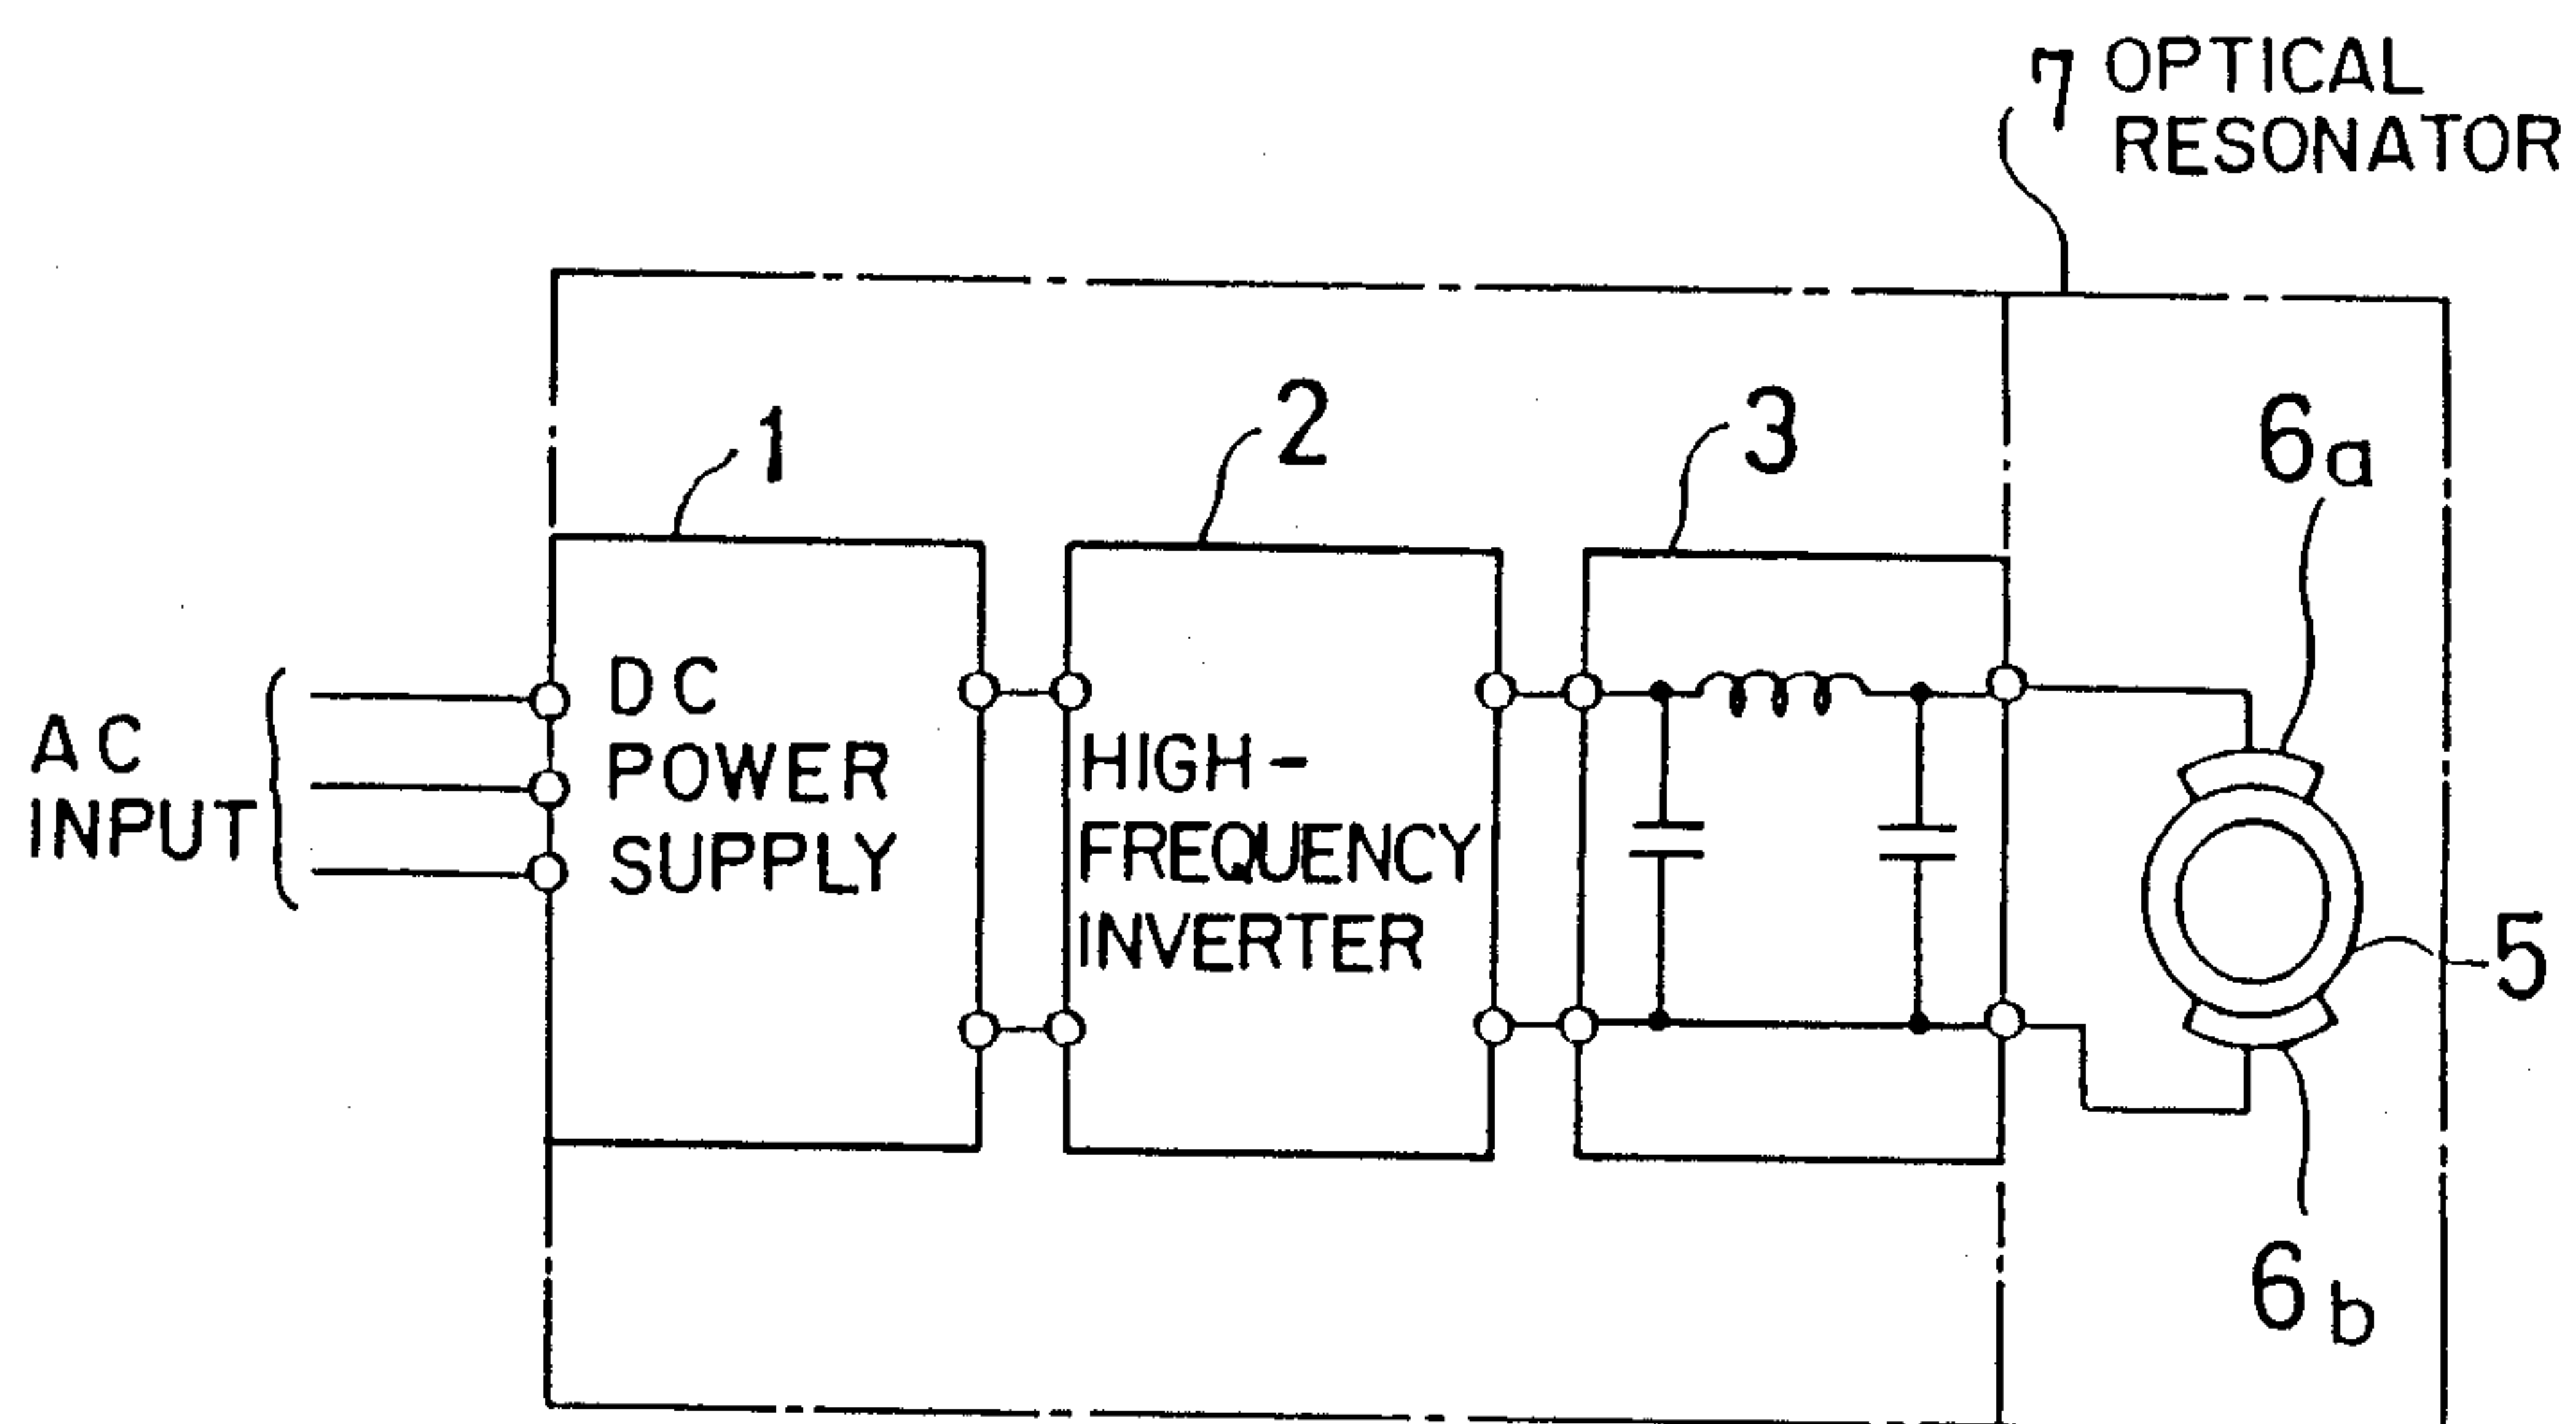 7 OPTICAL
RESONATOR
1
2
3
6a
AC
INPUT
DC
POWER
SUPPLY
HIGH-
FREQUENCY
INVERTER
5
6b